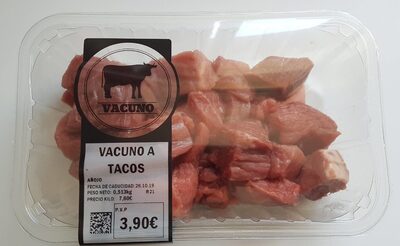 VACUNO
VACUNO A
TACOS
AÑOJO
FECHA DE CADUCIDAD: 26.10.19
PESO NETO: 0,513kg R21
PRECIO KILO: 7,60€
P.V.P
3,90€